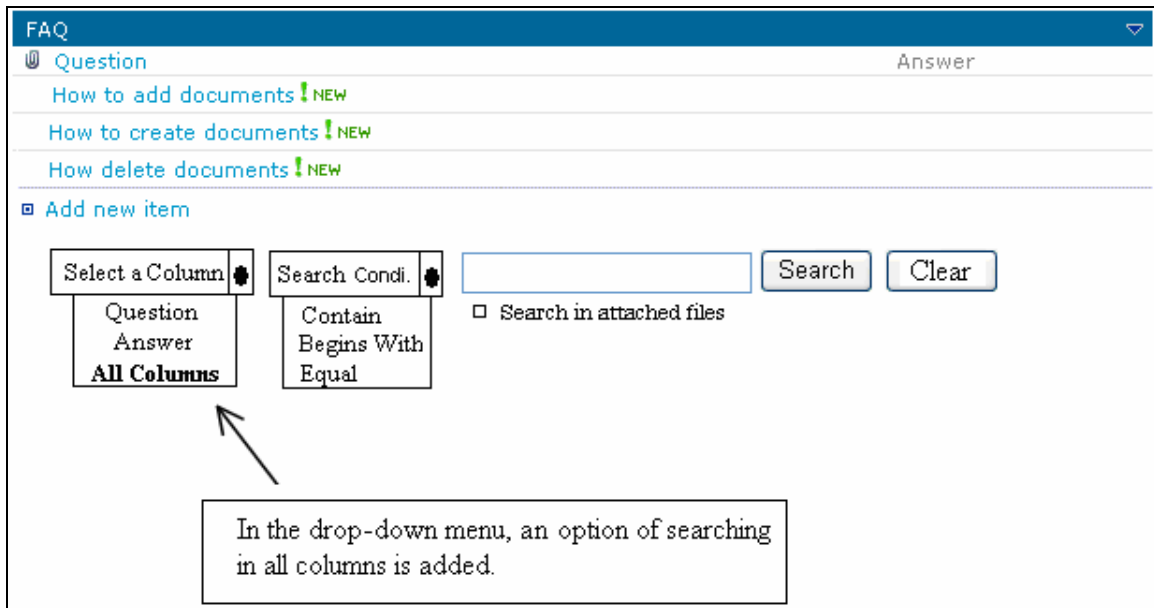 FAQ
Question Answer
How to add documents ! NEW
How to create documents ! NEW
How delete documents ! NEW
Add new item
Select a Column Search Condi. Search Clear
Question Contain Search in attached files
Answer Begins With
All Columns Equal
In the drop-down menu, an option of searching
in all columns is added.